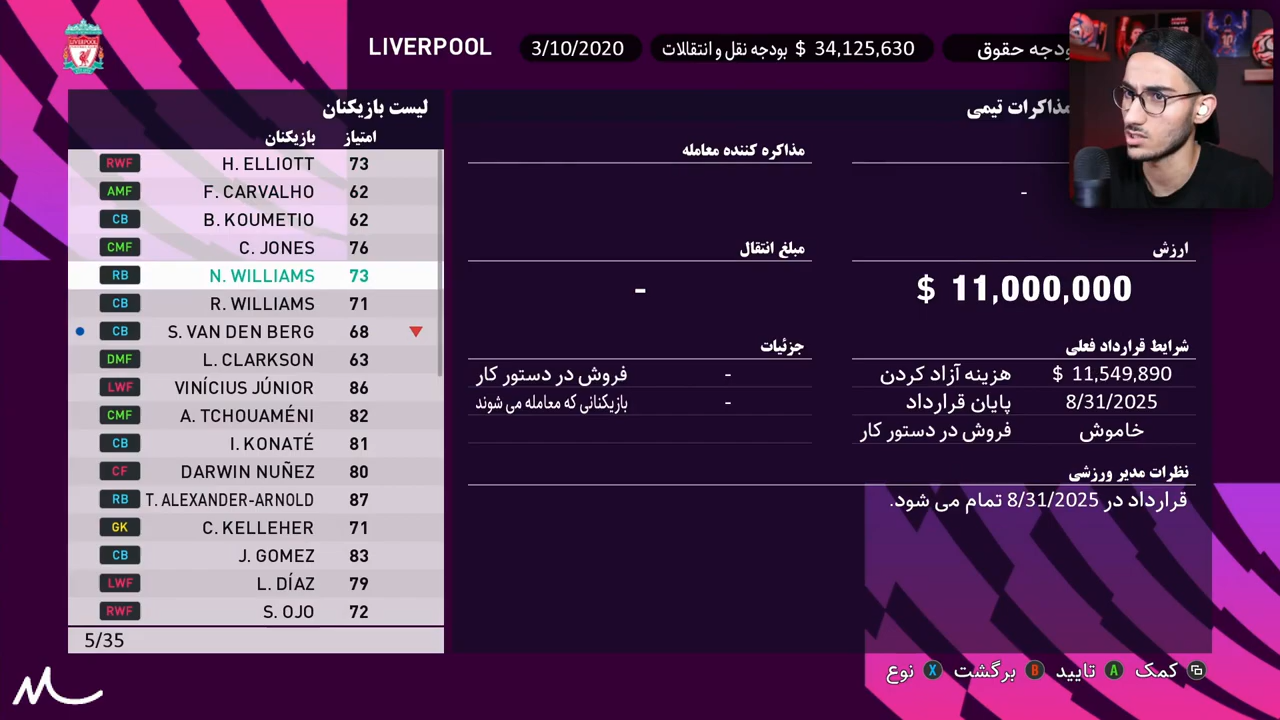 LIVERPOOL
3/10/2020
بودجه نقل و انتقالات $ 34,125,630
ودجه حقوق
لیست بازیکنان
بازیکنان امتیاز
RWF H. ELLIOTT 73
AMF F. CARVALHO 62
CB B. KOUMETIO 62
CMF C. JONES 76
RB N. WILLIAMS 73
CB R. WILLIAMS 71
CB S. VAN DEN BERG 68
DMF L. CLARKSON 63
LWF VINÍCIUS JÚNIOR 86
CMF A. TCHOUAMÉNI 82
CB I. KONATÉ 81
CF DARWIN NUÑEZ 80
RB T. ALEXANDER-ARNOLD 87
GK C. KELLEHER 71
CB J. GOMEZ 83
LWF L. DÍAZ 79
RWF S. OJO 72
5/35
مذاکرات تیمی
مذاکره کننده معامله
-
ارزش
$ 11,000,000
مبلغ انتقال
-
شرایط قرارداد فعلی
هزینه آزاد کردن $ 11,549,890
پایان قرارداد 8/31/2025
فروش در دستور کار خاموش
جزئیات
فروش در دستور کار -
بازیکنانی که معامله می شوند -
نظرات مدیر ورزشی
قرارداد در 8/31/2025 تمام می شود.
کمک A تایید B برگشت X نوع